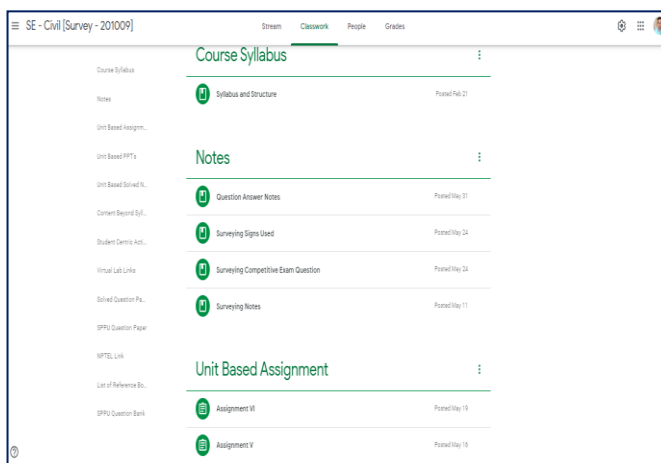 SE - Civil [Survey - 201009]
Stream Classwork People Grades
Course Syllabus
Notes
Unit Based Assignm...
Unit Based PPT's
Unit Based Solved N...
Content Beyond Syll...
Student Centric Acti...
Virtual Lab Links
Solved Question Pa...
SPPU Question Paper
NPTEL Link
List of Reference Bo...
SPPU Question Bank
Course Syllabus
Syllabus and Structure Posted Feb 21
Notes
Question Answer Notes Posted May 31
Surveying Signs Used Posted May 24
Surveying Competitive Exam Question Posted May 24
Surveying Notes Posted May 11
Unit Based Assignment
Assignment VI Posted May 19
Assignment V Posted May 16